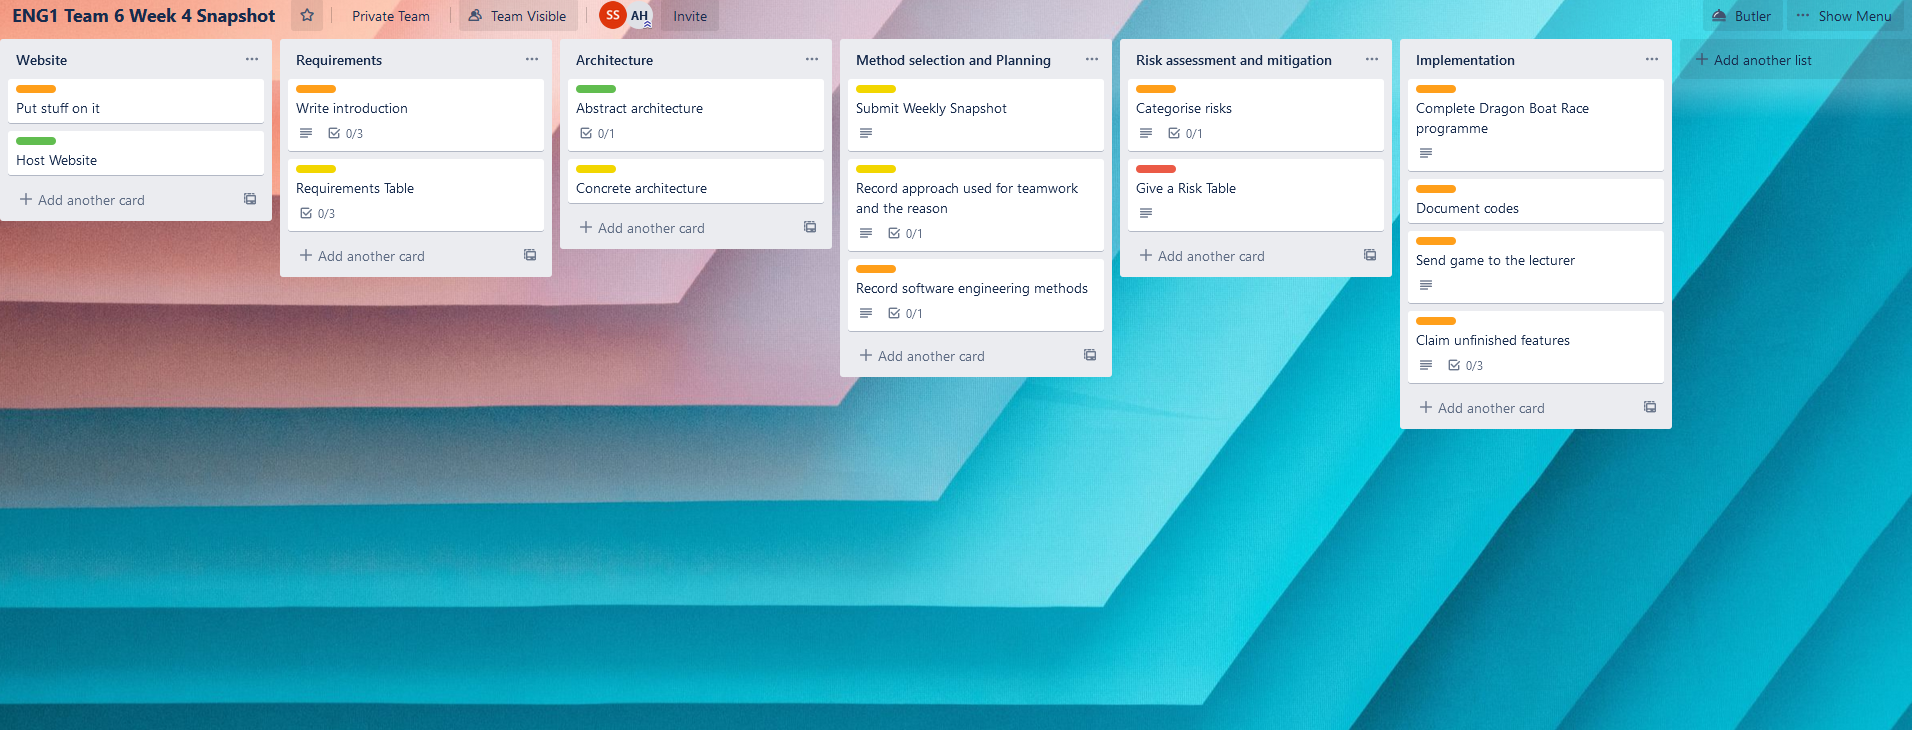 ENG1 Team 6 Week 4 Snapshot
Private Team
Team Visible
SS
AH
Invite
Butler
Show Menu
Website
Put stuff on it
Host Website
Add another card
Requirements
Write introduction
0/3
Requirements Table
0/3
Add another card
Architecture
Abstract architecture
0/1
Concrete architecture
Add another card
Method selection and Planning
Submit Weekly Snapshot
Record approach used for teamwork
and the reason
0/1
Record software engineering methods
0/1
Add another card
Risk assessment and mitigation
Categorise risks
0/1
Give a Risk Table
Add another card
Implementation
Complete Dragon Boat Race
programme
Document codes
Send game to the lecturer
Claim unfinished features
0/3
Add another card
Add another list